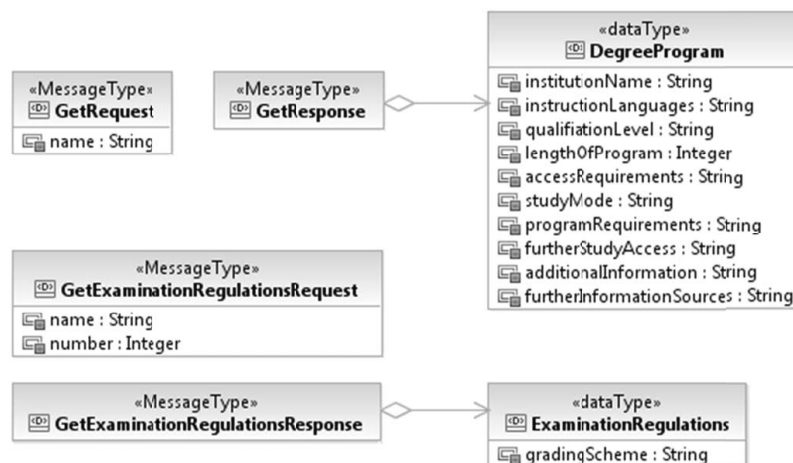 «dataType»
DegreeProgram
institutionName : String
instructionLanguages : String
qualifiationLevel : String
lengthOfProgram : Integer
accessRequirements : String
studyMode : String
programRequirements : String
furtherStudyAccess : String
additionalInformation : String
furtherInformationSources : String
«MessageType»
GetRequest
name : String
«MessageType»
GetResponse
«MessageType»
GetExaminationRegulationsRequest
name : String
number : Integer
«MessageType»
GetExaminationRegulationsResponse
«dataType»
ExaminationRegulations
gradingScheme : String